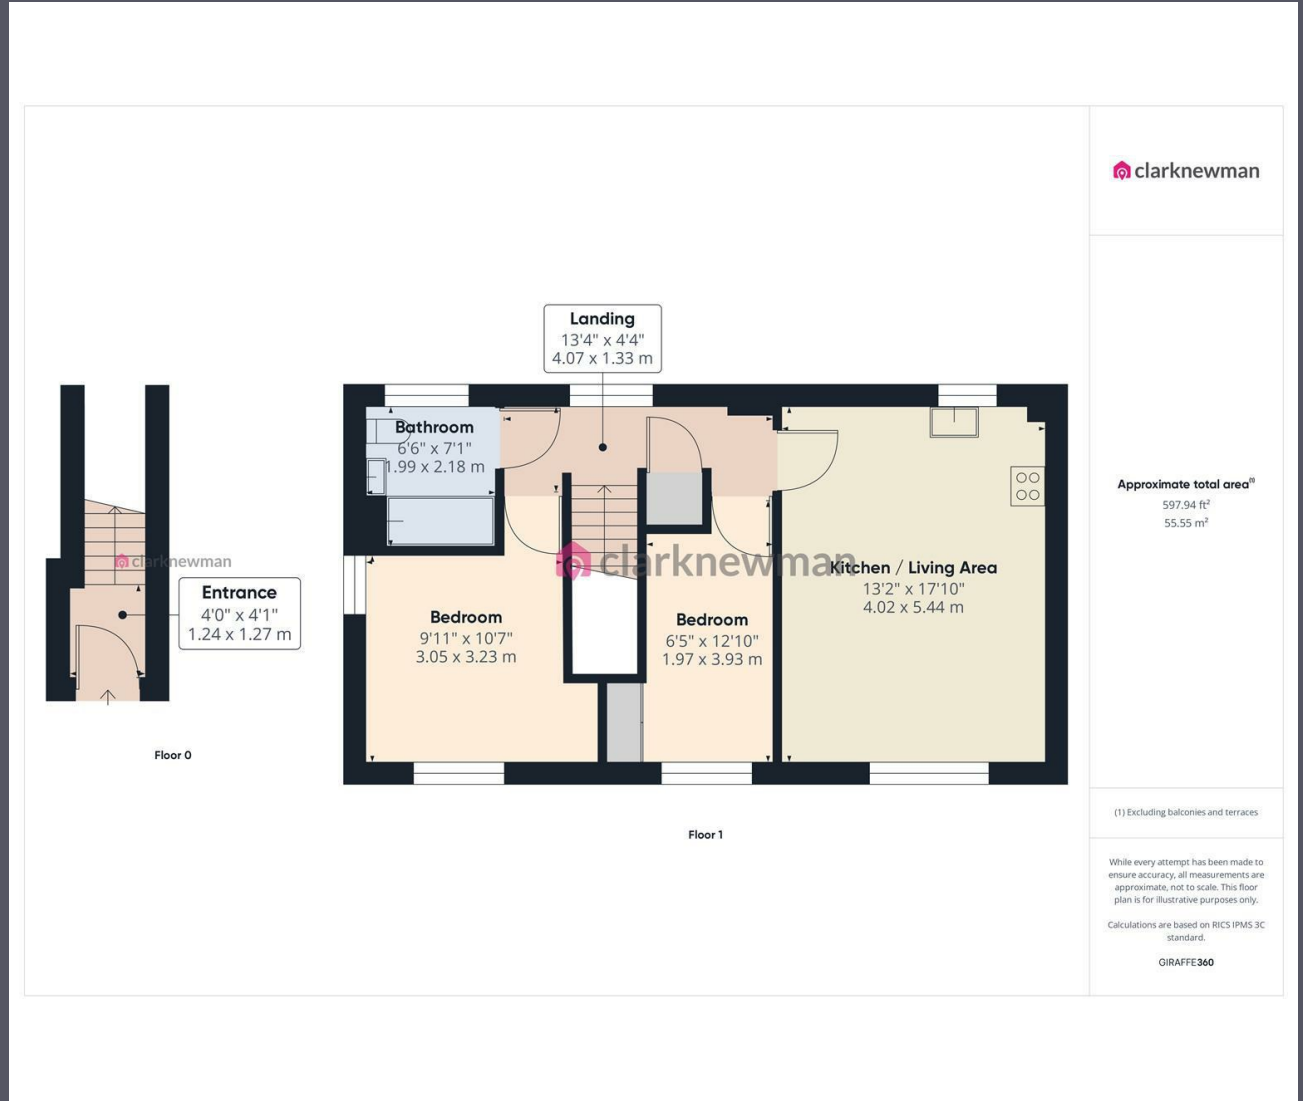 clarknewman
Landing
13'4" x 4'4"
4.07 x 1.33 m
Bathroom
6'6" x 7'1"
1.99 x 2.18 m
clarknewman
Entrance
4'0" x 4'1"
1.24 x 1.27 m
clarknewman
Kitchen / Living Area
13'2" x 17'10"
4.02 x 5.44 m
Bedroom
9'11" x 10'7"
3.05 x 3.23 m
Bedroom
6'5" x 12'10"
1.97 x 3.93 m
Floor 0
Floor 1
Approximate total area(1)
597.94 ft²
55.55 m²
(1) Excluding balconies and terraces
While every attempt has been made to
ensure accuracy, all measurements are
approximate, not to scale. This floor
plan is for illustrative purposes only.
Calculations are based on RICS IPMS 3C
standard.
GIRAFFE360